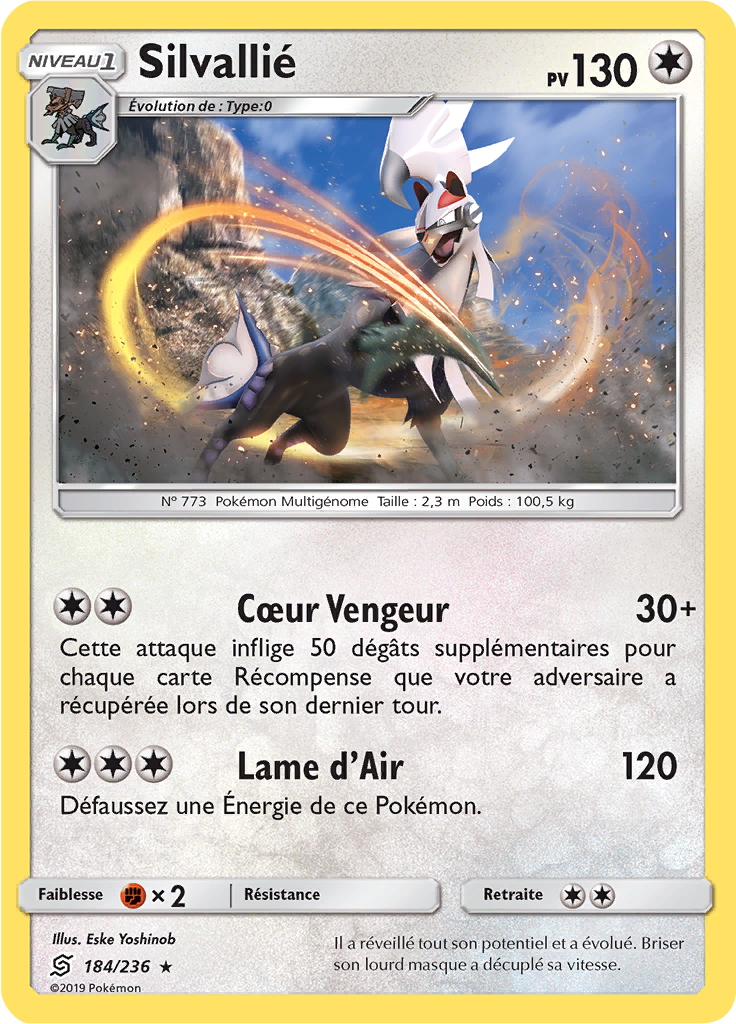 NIVEAU 1
Silvallié
PV 130
Évolution de : Type:0
N° 773 Pokémon Multigénome Taille : 2,3 m Poids : 100,5 kg
Cœur Vengeur 30+
Cette attaque inflige 50 dégâts supplémentaires pour
chaque carte Récompense que votre adversaire a
récupérée lors de son dernier tour.
Lame d'Air 120
Défaussez une Énergie de ce Pokémon.
Faiblesse × 2 Résistance Retraite
Illus. Eske Yoshinob
184/236 ★
©2019 Pokémon
Il a réveillé tout son potentiel et a évolué. Briser
son lourd masque a décuplé sa vitesse.